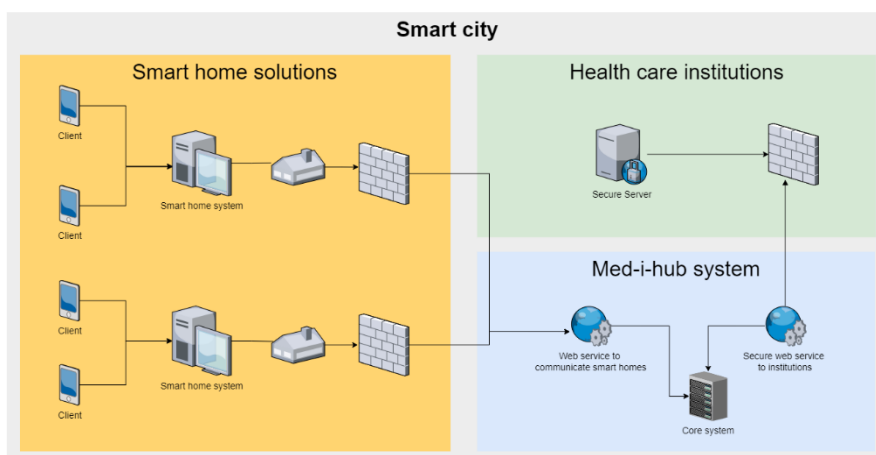 Smart city
Smart home solutions
Client
Smart home system
Client
Client
Smart home system
Client
Health care institutions
Secure Server
Med-i-hub system
Web service to
communicate smart homes
Secure web service
to institutions
Core system